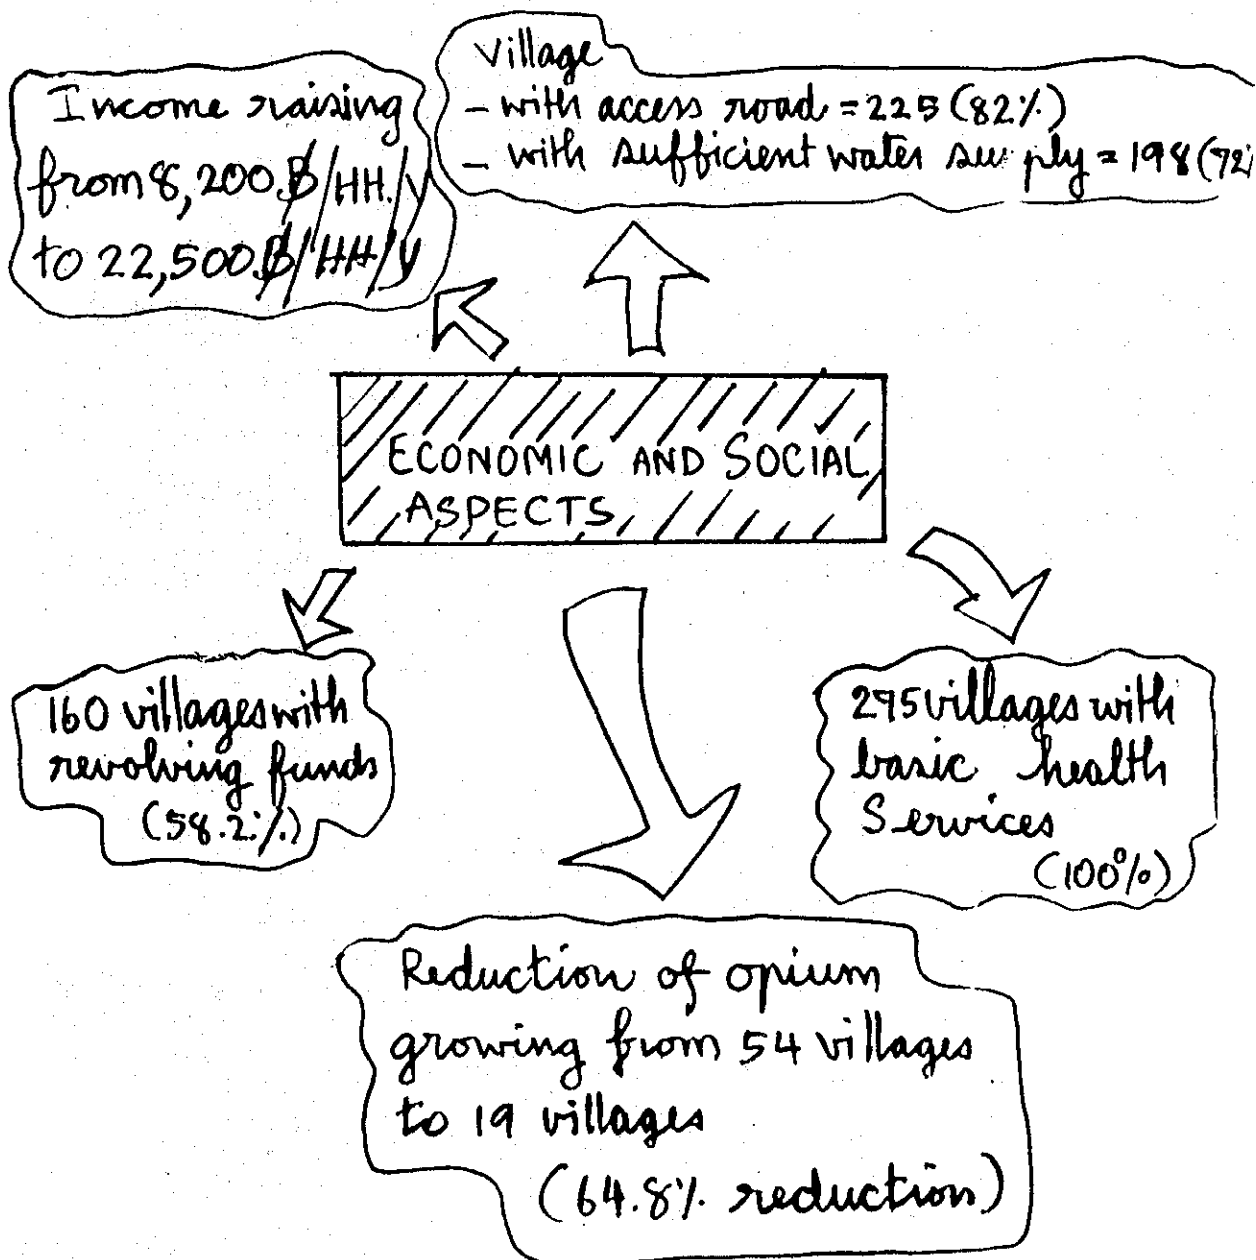 Village
- with access road = 225 (82%)
- with sufficient water supply = 198 (72
Income raising
from 8,200.฿/HH./y
to 22,500.฿/HH/y
ECONOMIC AND SOCIAL
ASPECTS
160 villages with
revolving funds
(58.2%)
275 villages with
basic health
Services
(100%)
Reduction of opium
growing from 54 villages
to 19 villages
(64.8% reduction)